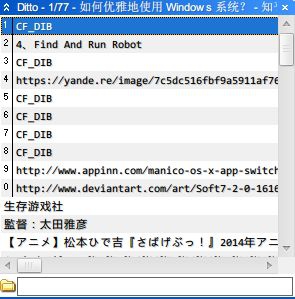 Ditto - 1/77 - 如何优雅地使用 Windows 系统？ - 知
1 CF_DIB
2 4、Find And Run Robot
3 CF_DIB
4 https://yande.re/image/7c5dc516fbf9a5911af76
5 CF_DIB
6 CF_DIB
7 CF_DIB
8 CF_DIB
9 http://www.appinn.com/manico-os-x-app-switch
0 http://www.deviantart.com/art/Soft7-2-0-1616
生存游戏社
監督：太田雅彦
【アニメ】松本ひで吉『さばげぶっ！』2014年アニ